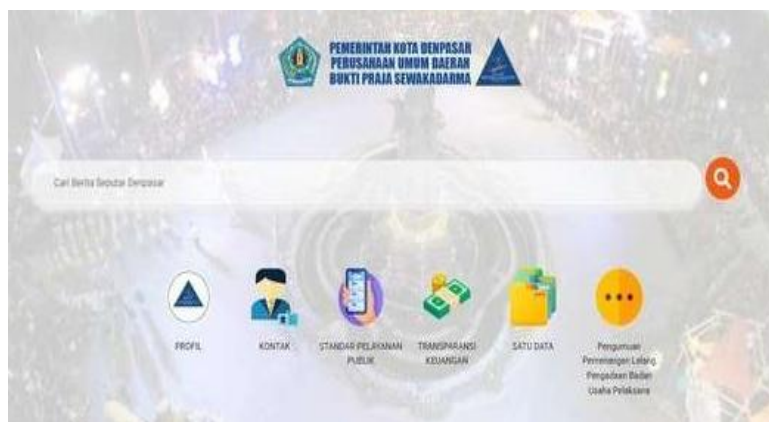 PEMERINTAH KOTA DENPASAR
PERUSAHAAN UMUM DAERAH
BUKTI PRAJA SEWAKADARMA
Cari Berita Seputar Denpasar
PROFIL
KONTAK
STANDAR PELAYANAN
PUBLIK
TRANSPARANSI
KEUANGAN
SATU DATA
Pengumuan
Pemenangan Lelang
Pengadaan Badan
Usaha Pelaksana